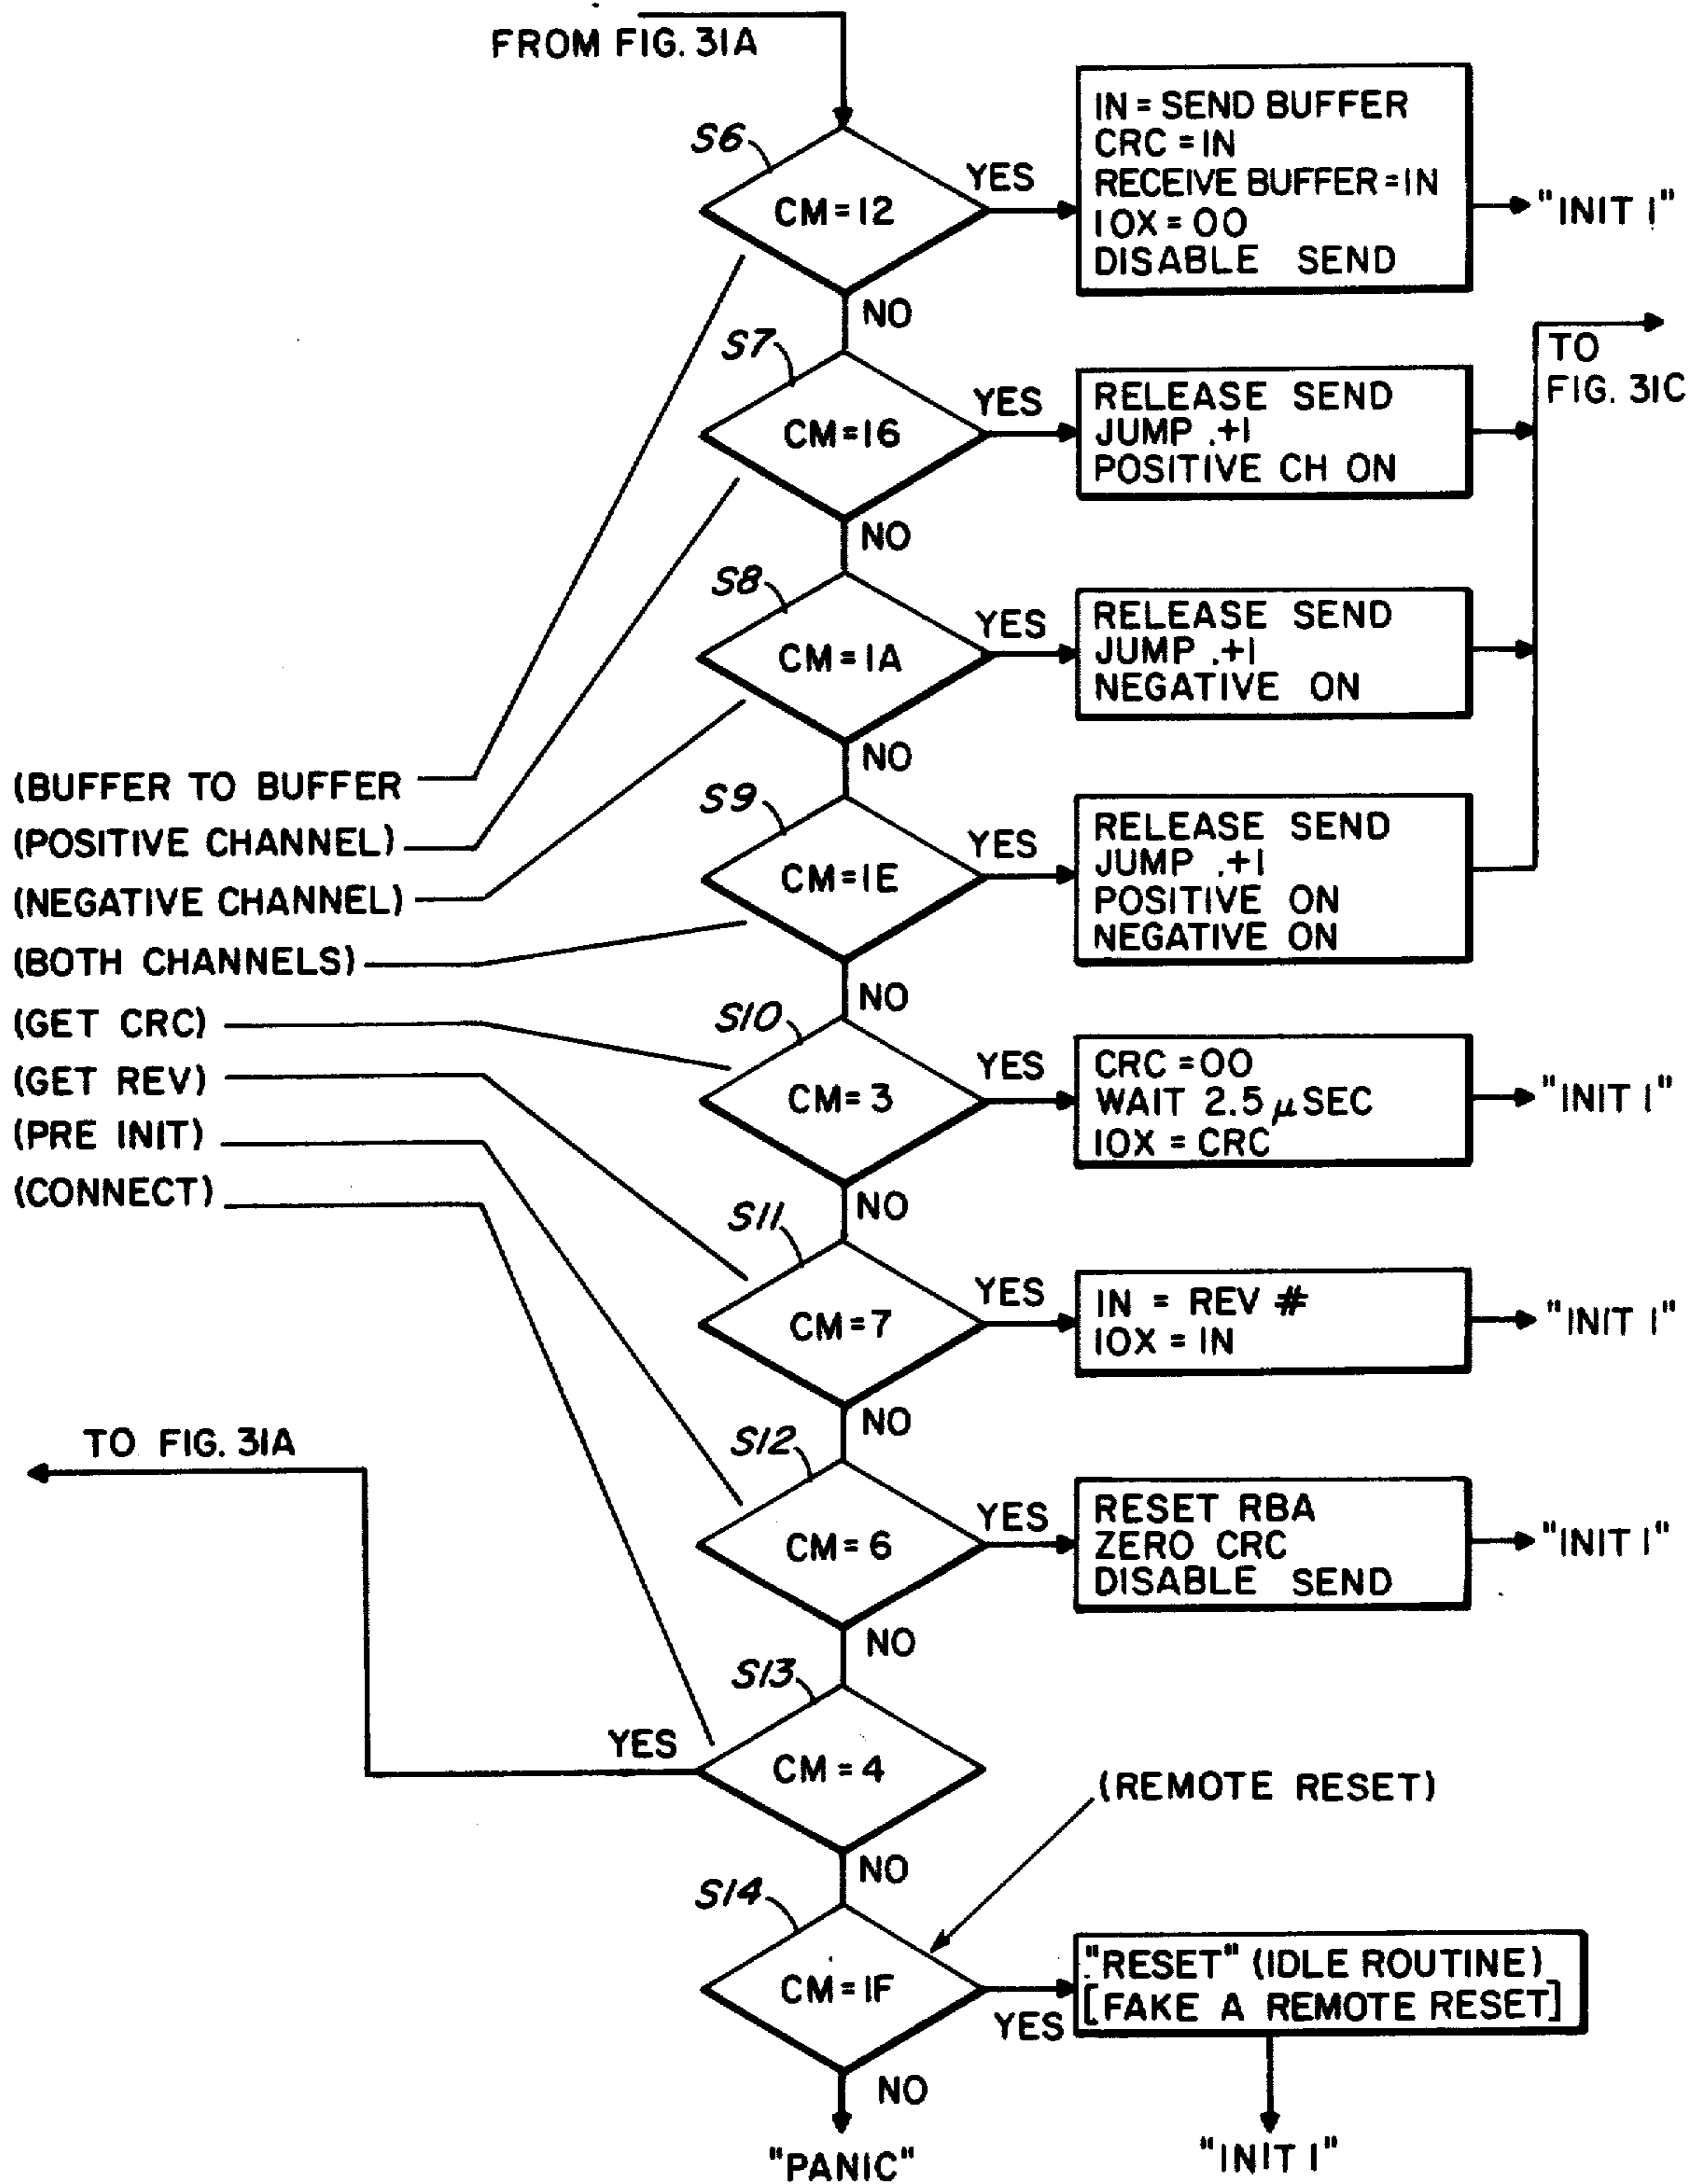 FROM FIG. 31A
S6
CM=12
YES
IN = SEND BUFFER
CRC = IN
RECEIVE BUFFER=IN
IOX = 00
DISABLE SEND
"INIT 1"
NO
S7
CM=16
YES
RELEASE SEND
JUMP .+1
POSITIVE CH ON
TO
FIG. 31C
NO
S8
CM=1A
YES
RELEASE SEND
JUMP .+1
NEGATIVE ON
NO
(BUFFER TO BUFFER
(POSITIVE CHANNEL)
(NEGATIVE CHANNEL)
(BOTH CHANNELS)
(GET CRC)
(GET REV)
(PRE INIT)
(CONNECT)
S9
CM=1E
YES
RELEASE SEND
JUMP .+1
POSITIVE ON
NEGATIVE ON
NO
S10
CM=3
YES
CRC =00
WAIT 2.5 μSEC
IOX = CRC
"INIT 1"
NO
S11
CM=7
YES
IN = REV #
IOX = IN
"INIT 1"
NO
TO FIG. 31A
S12
CM=6
YES
RESET RBA
ZERO CRC
DISABLE SEND
"INIT 1"
NO
S13
YES
CM=4
(REMOTE RESET)
NO
S14
CM=1F
YES
"RESET" (IDLE ROUTINE)
[FAKE A REMOTE RESET]
NO
"PANIC"
"INIT 1"